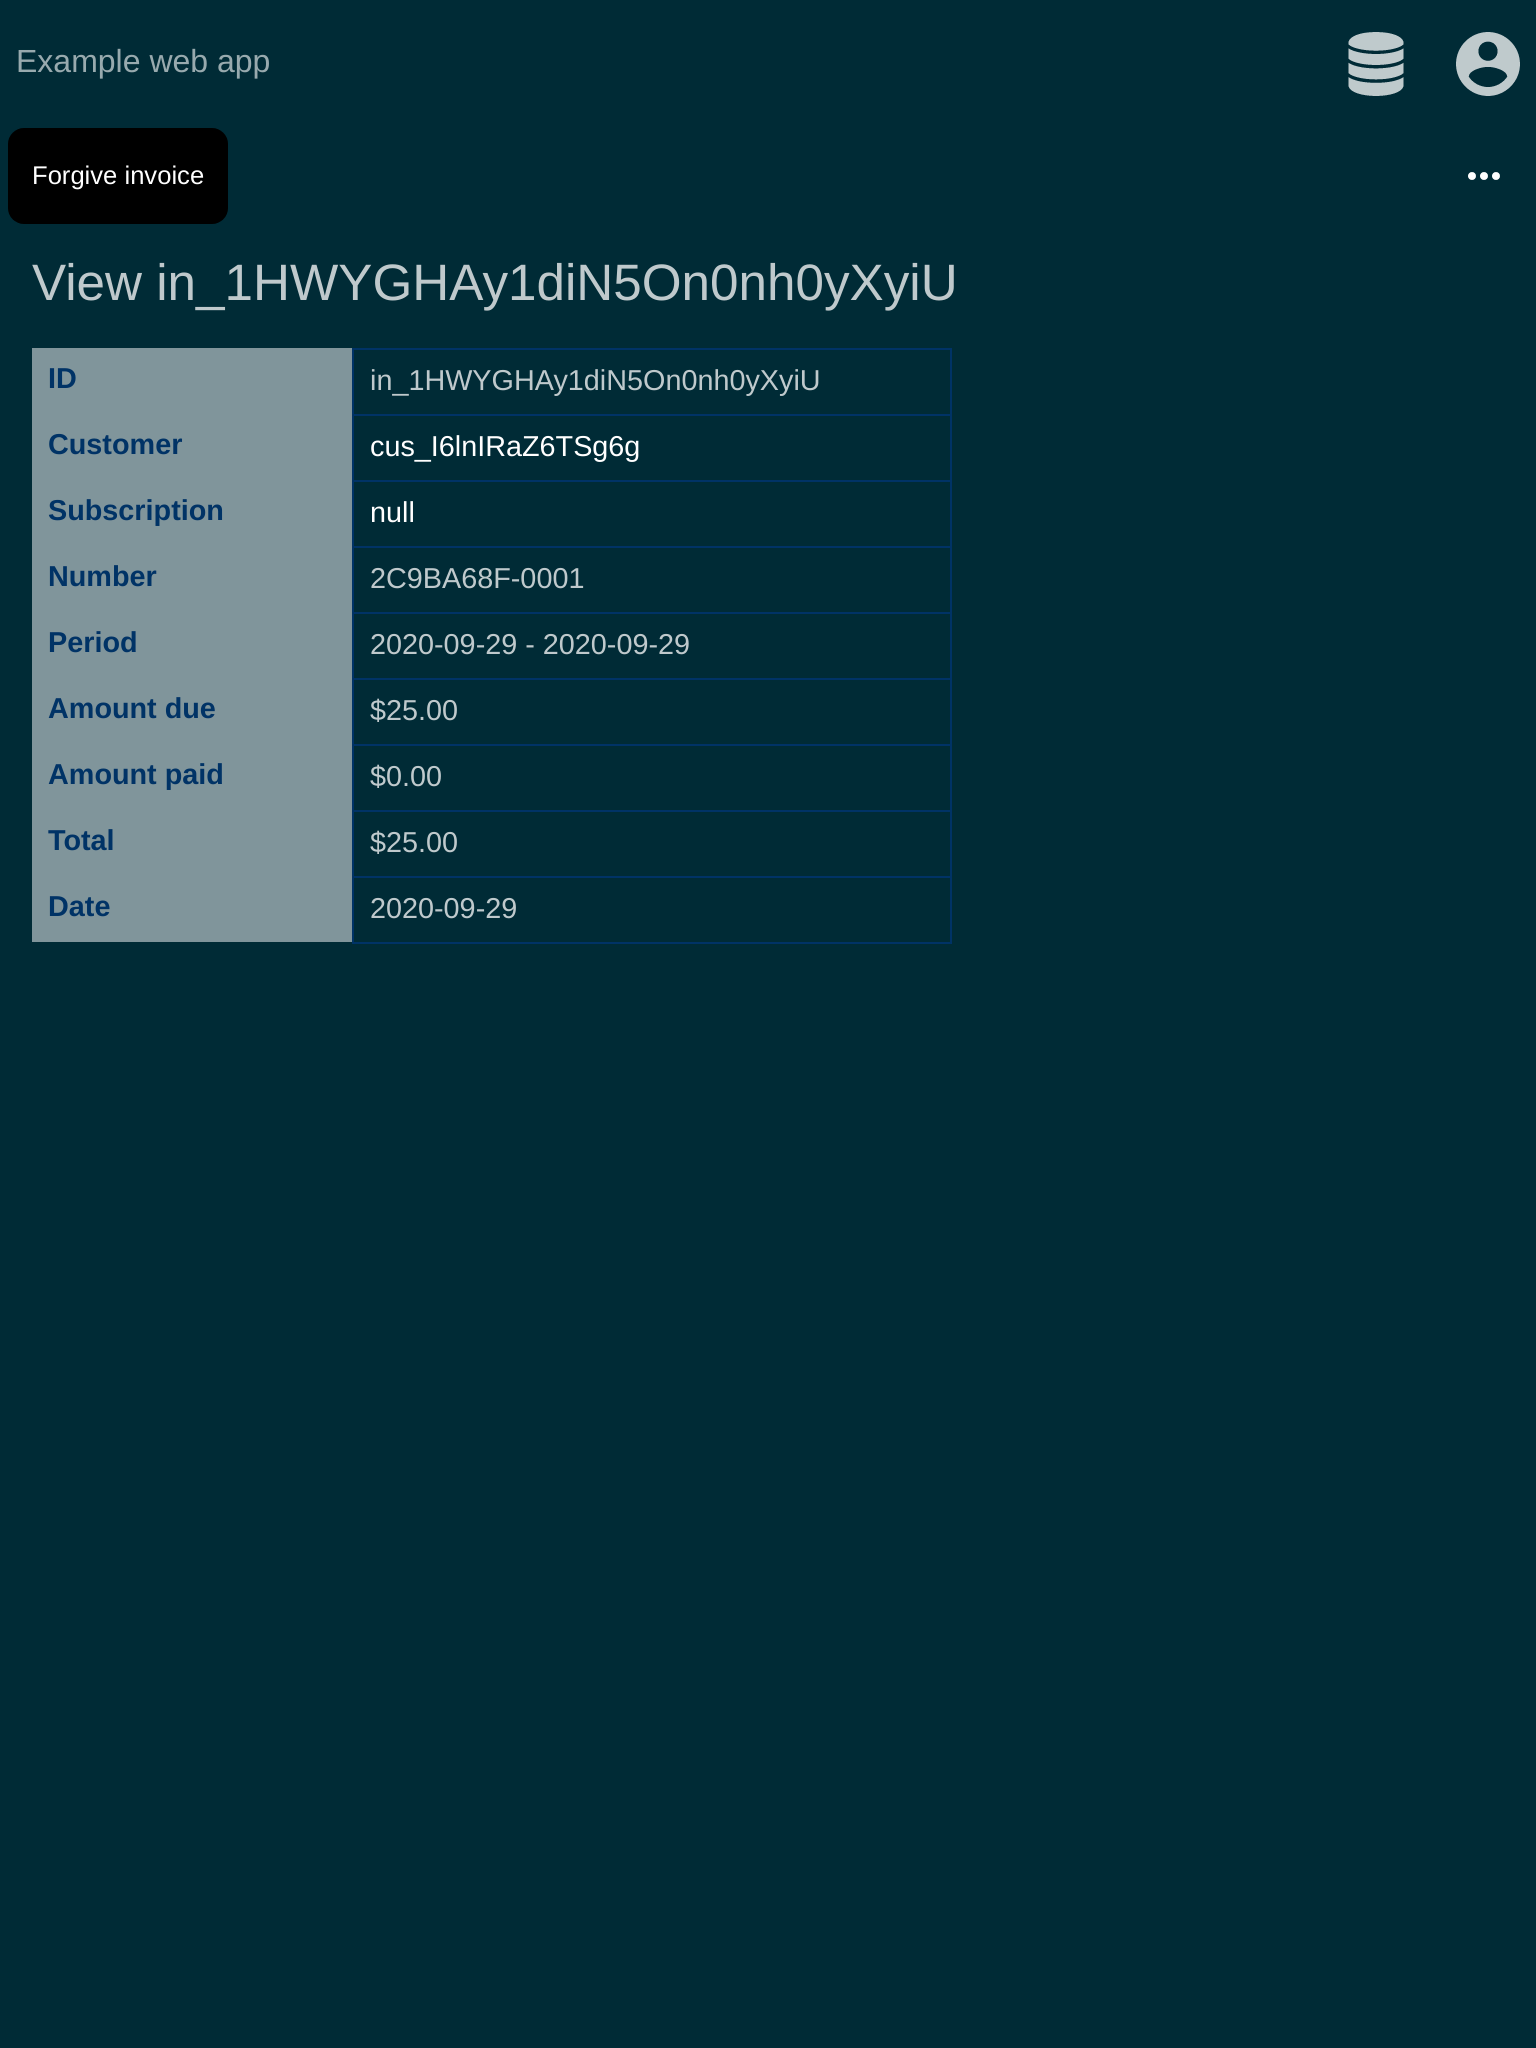 Example web app
Forgive invoice
View in_1HWYGHAy1diN5On0nh0yXyiU
ID in_1HWYGHAy1diN5On0nh0yXyiU
Customer cus_I6lnIRaZ6TSg6g
Subscription null
Number 2C9BA68F-0001
Period 2020-09-29 - 2020-09-29
Amount due $25.00
Amount paid $0.00
Total $25.00
Date 2020-09-29